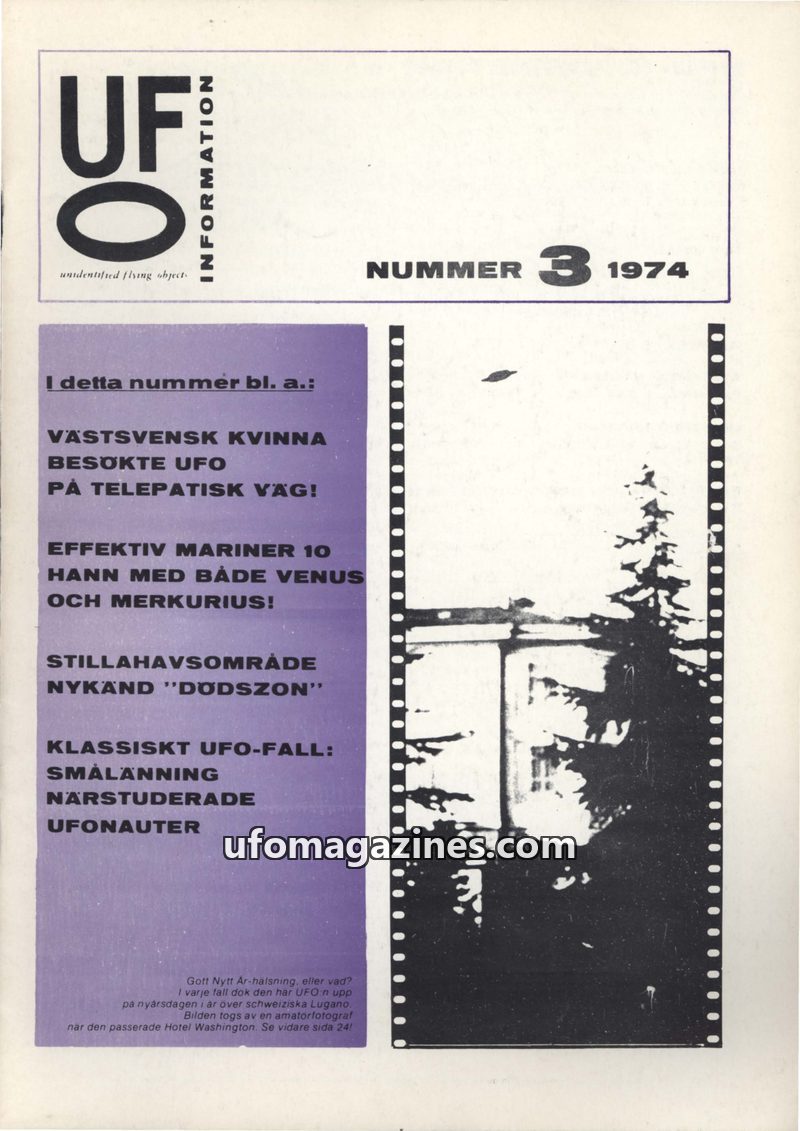 UFO
INFORMATION
unidentified flying objects
NUMMER 3 1974
I detta nummer bl. a.:
VÄSTSVENSK KVINNA
BESÖKTE UFO
PÅ TELEPATISK VÄG!
EFFEKTIV MARINER 10
HANN MED BÅDE VENUS
OCH MERKURIUS!
STILLAHAVSOMRÅDE
NYKÄND "DÖDSZON"
KLASSISKT UFO-FALL:
SMÅLÄNNING
NÄRSTUDERADE
UFONAUTER
ufomagazines.com
Gott Nytt År-hälsning, eller vad?
I varje fall dök den här UFO:n upp
på nyårsdagen i år över schweiziska Lugano.
Bilden togs av en amatörfotograf
när den passerade Hotel Washington. Se vidare sida 24!